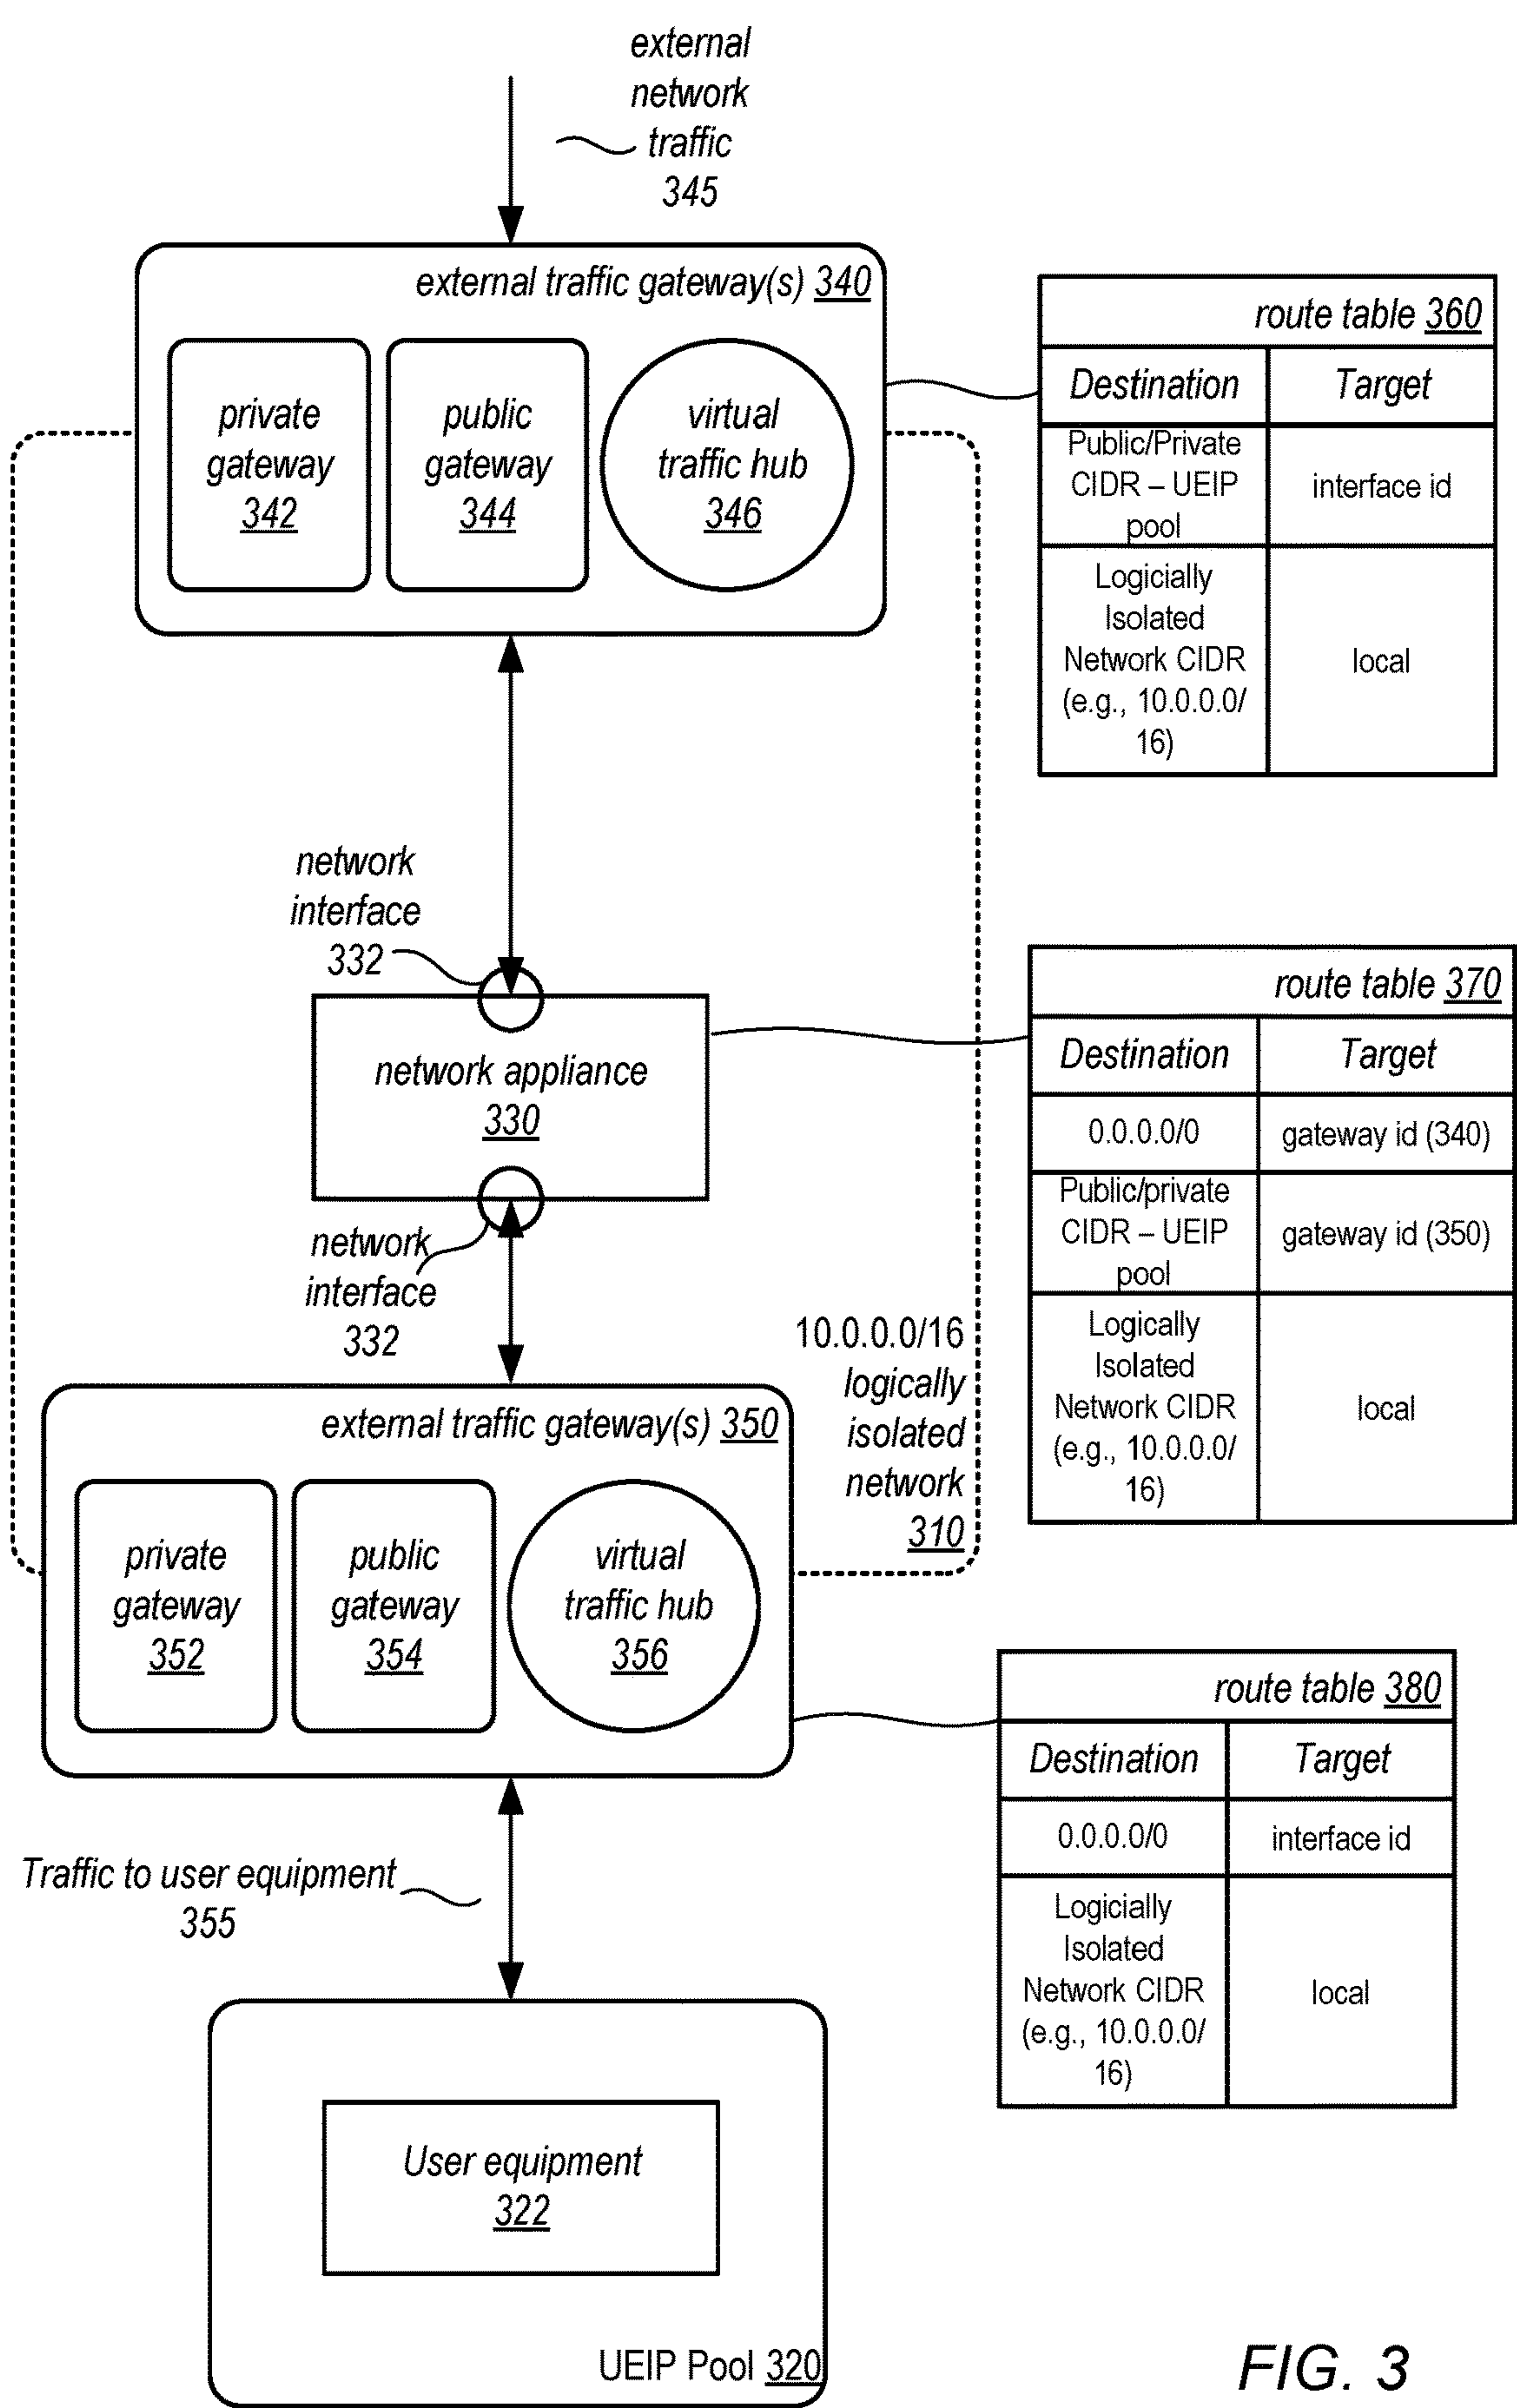 external
network
traffic
345
external traffic gateway(s) 340
private
gateway
342
public
gateway
344
virtual
traffic hub
346
route table 360
Destination
Target
Public/Private
CIDR – UEIP
pool
interface id
Logicially
Isolated
Network CIDR
(e.g., 10.0.0.0/
16)
local
network
interface
332
network appliance
330
network
interface
332
route table 370
Destination
Target
0.0.0.0/0
gateway id (340)
Public/private
CIDR – UEIP
pool
gateway id (350)
Logically
Isolated
Network CIDR
(e.g., 10.0.0.0/
16)
local
10.0.0.0/16
logically
isolated
network
310
external traffic gateway(s) 350
private
gateway
352
public
gateway
354
virtual
traffic hub
356
route table 380
Destination
Target
0.0.0.0/0
interface id
Logicially
Isolated
Network CIDR
(e.g., 10.0.0.0/
16)
local
Traffic to user equipment
355
User equipment
322
UEIP Pool 320
FIG. 3